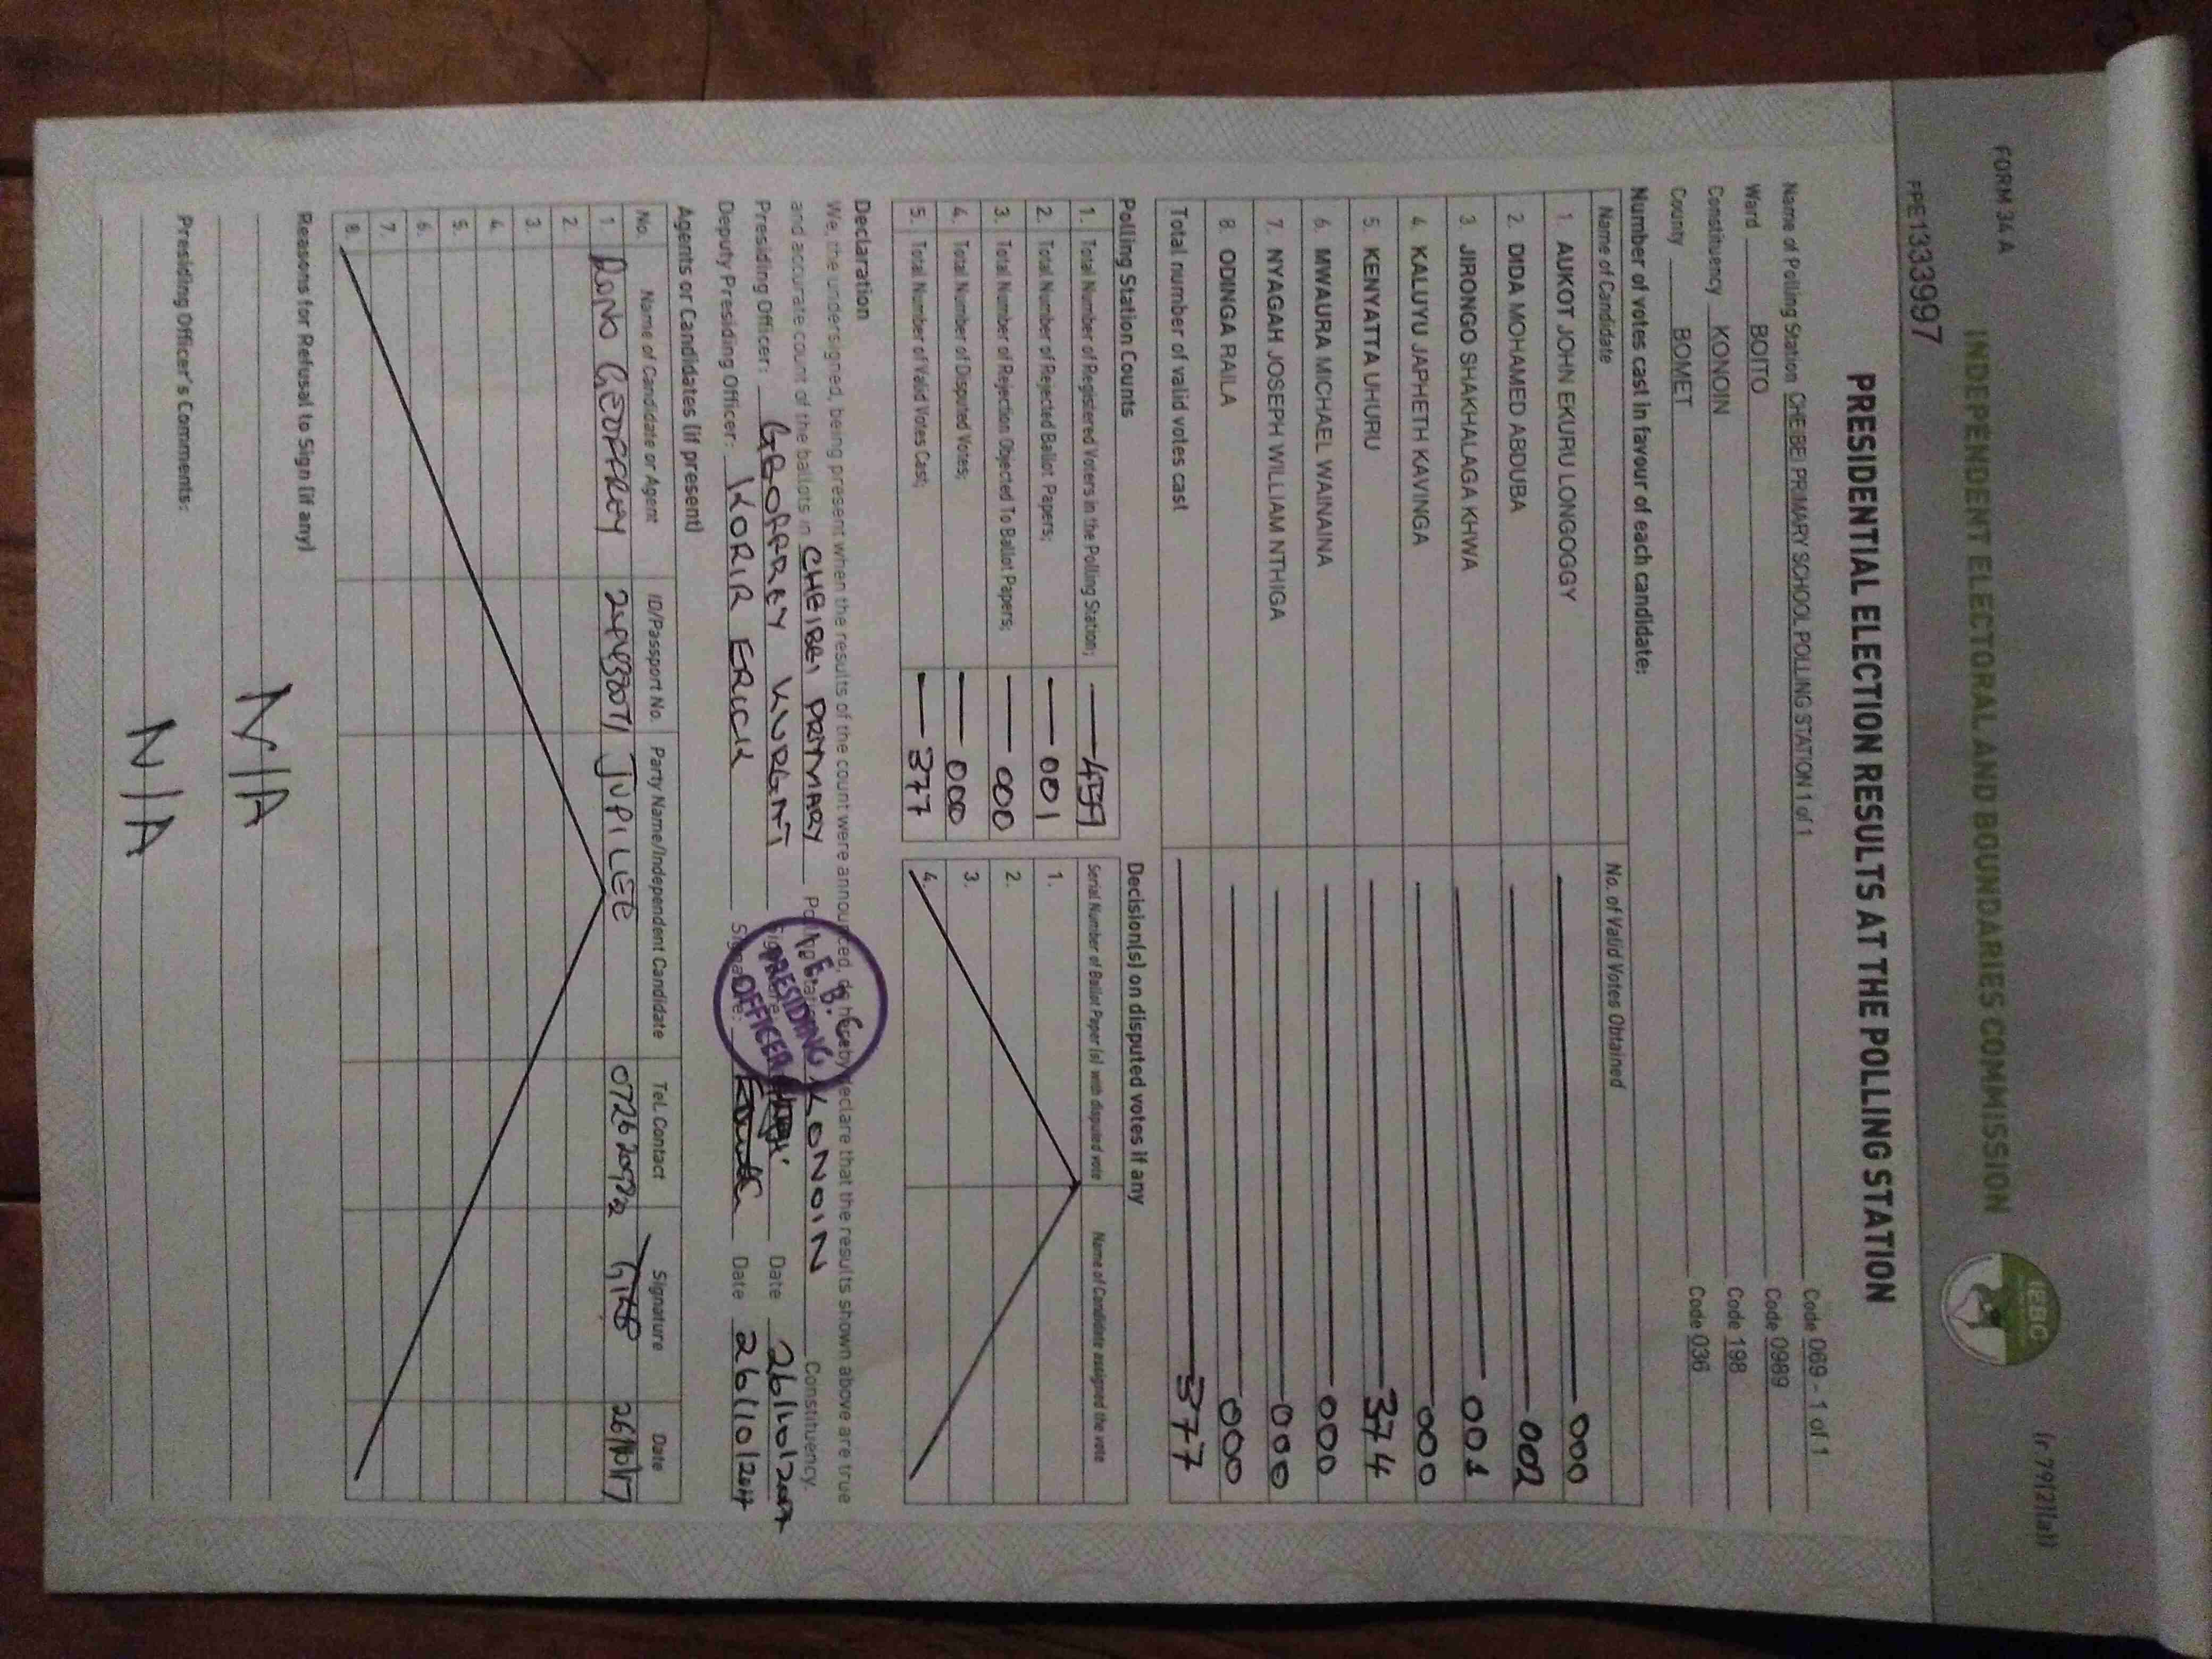 FORM 34 A
(r 79(2)(a))
INDEPENDENT ELECTORAL AND BOUNDARIES COMMISSION
IEBC
PPE1333997
PRESIDENTIAL ELECTION RESULTS AT THE POLLING STATION
Name of Polling Station CHEIBEI PRIMARY SCHOOL POLLING STATION 1 of 1 Code 069 - 1 of 1
Ward BOITO Code 0989
Constituency KONOIN Code 198
County BOMET Code 036
Number of votes cast in favour of each candidate:
Name of Candidate No. of Valid Votes Obtained
1. AUKOT JOHN EKURU LONGOGGY 000
2. DIDA MOHAMED ABDUBA 002
3. JIRONGO SHAKHALAGA KHWA 001
4. KALUYU JAPHETH KAVINGA 000
5. KENYATTA UHURU 374
6. MWAURA MICHAEL WAINAINA 000
7. NYAGAH JOSEPH WILLIAM NTHIGA 000
8. ODINGA RAILA 000
Total number of valid votes cast 377
Polling Station Counts
1. Total Number of Registered Voters in the Polling Station;
2. Total Number of Rejected Ballot Papers; 001
3. Total Number of Rejection Objected To Ballot Papers; 000
4. Total Number of Disputed Votes; 000
5. Total Number of Valid Votes Cast; 377
Decision(s) on disputed votes if any
Serial Number of Ballot Paper (s) with disputed vote Name of Candidate assigned the vote
1.
2.
3.
4.
Declaration
We, the undersigned, being present when the results of the count were announced, do hereby declare that the results shown above are true
and accurate count of the ballots in CHEIBEI PRIMARY Polling Station KONOIN Constituency.
Presiding Officer: GEOFFREY KURGAT Signature: Date 26/10/2017
Deputy Presiding Officer: KORIR ERICK Signature: Date 26/10/2017
I.E.B.C
PRESIDING
OFFICER
Agents or Candidates (if present)
No. Name of Candidate or Agent ID/Passport No. Party Name/Independent Candidate Tel. Contact Signature Date
1. RONO GEOFFREY JUPILEE 26/10/17
2.
3.
4.
5.
6.
7.
8.
Reasons for Refusal to Sign (if any)
N/A
Presiding Officer's Comments:
N/A